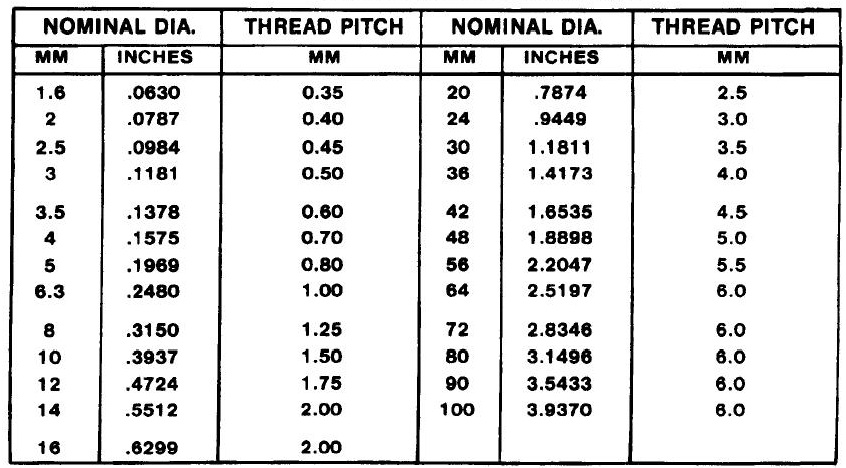 NOMINAL DIA. THREAD PITCH NOMINAL DIA. THREAD PITCH
MM INCHES MM MM INCHES MM
1.6 .0630 0.35 20 .7874 2.5
2 .0787 0.40 24 .9449 3.0
2.5 .0984 0.45 30 1.1811 3.5
3 .1181 0.50 36 1.4173 4.0
3.5 .1378 0.60 42 1.6535 4.5
4 .1575 0.70 48 1.8898 5.0
5 .1969 0.80 56 2.2047 5.5
6.3 .2480 1.00 64 2.5197 6.0
8 .3150 1.25 72 2.8346 6.0
10 .3937 1.50 80 3.1496 6.0
12 .4724 1.75 90 3.5433 6.0
14 .5512 2.00 100 3.9370 6.0
16 .6299 2.00